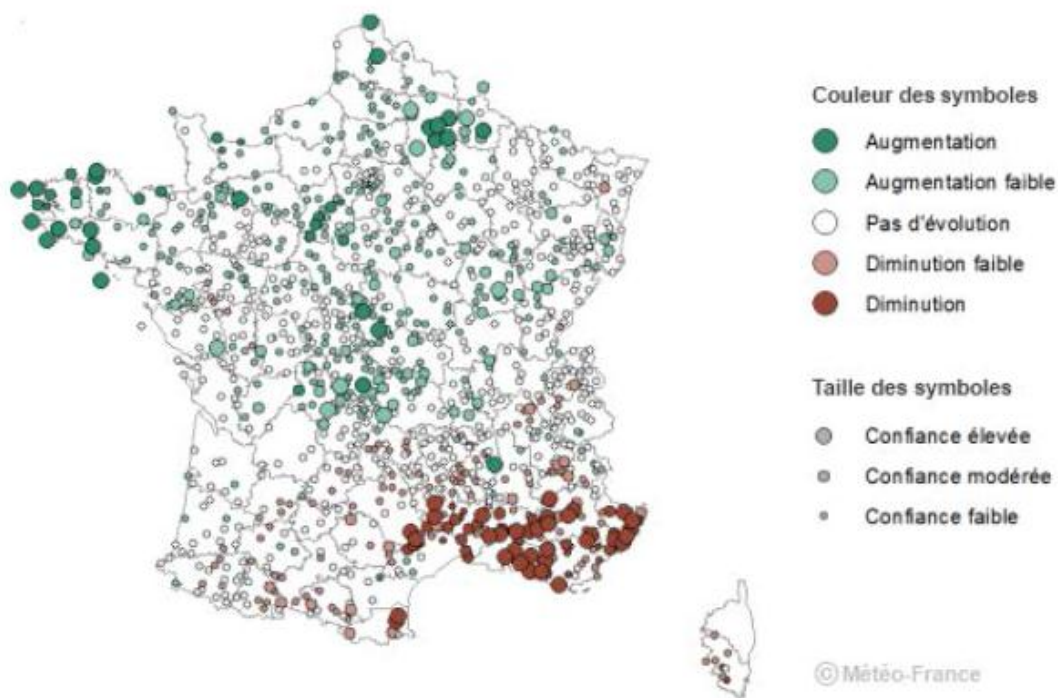 Couleur des symboles
Augmentation
Augmentation faible
Pas d'évolution
Diminution faible
Diminution
Taille des symboles
Confiance élevée
Confiance modérée
Confiance faible
© Météo-France